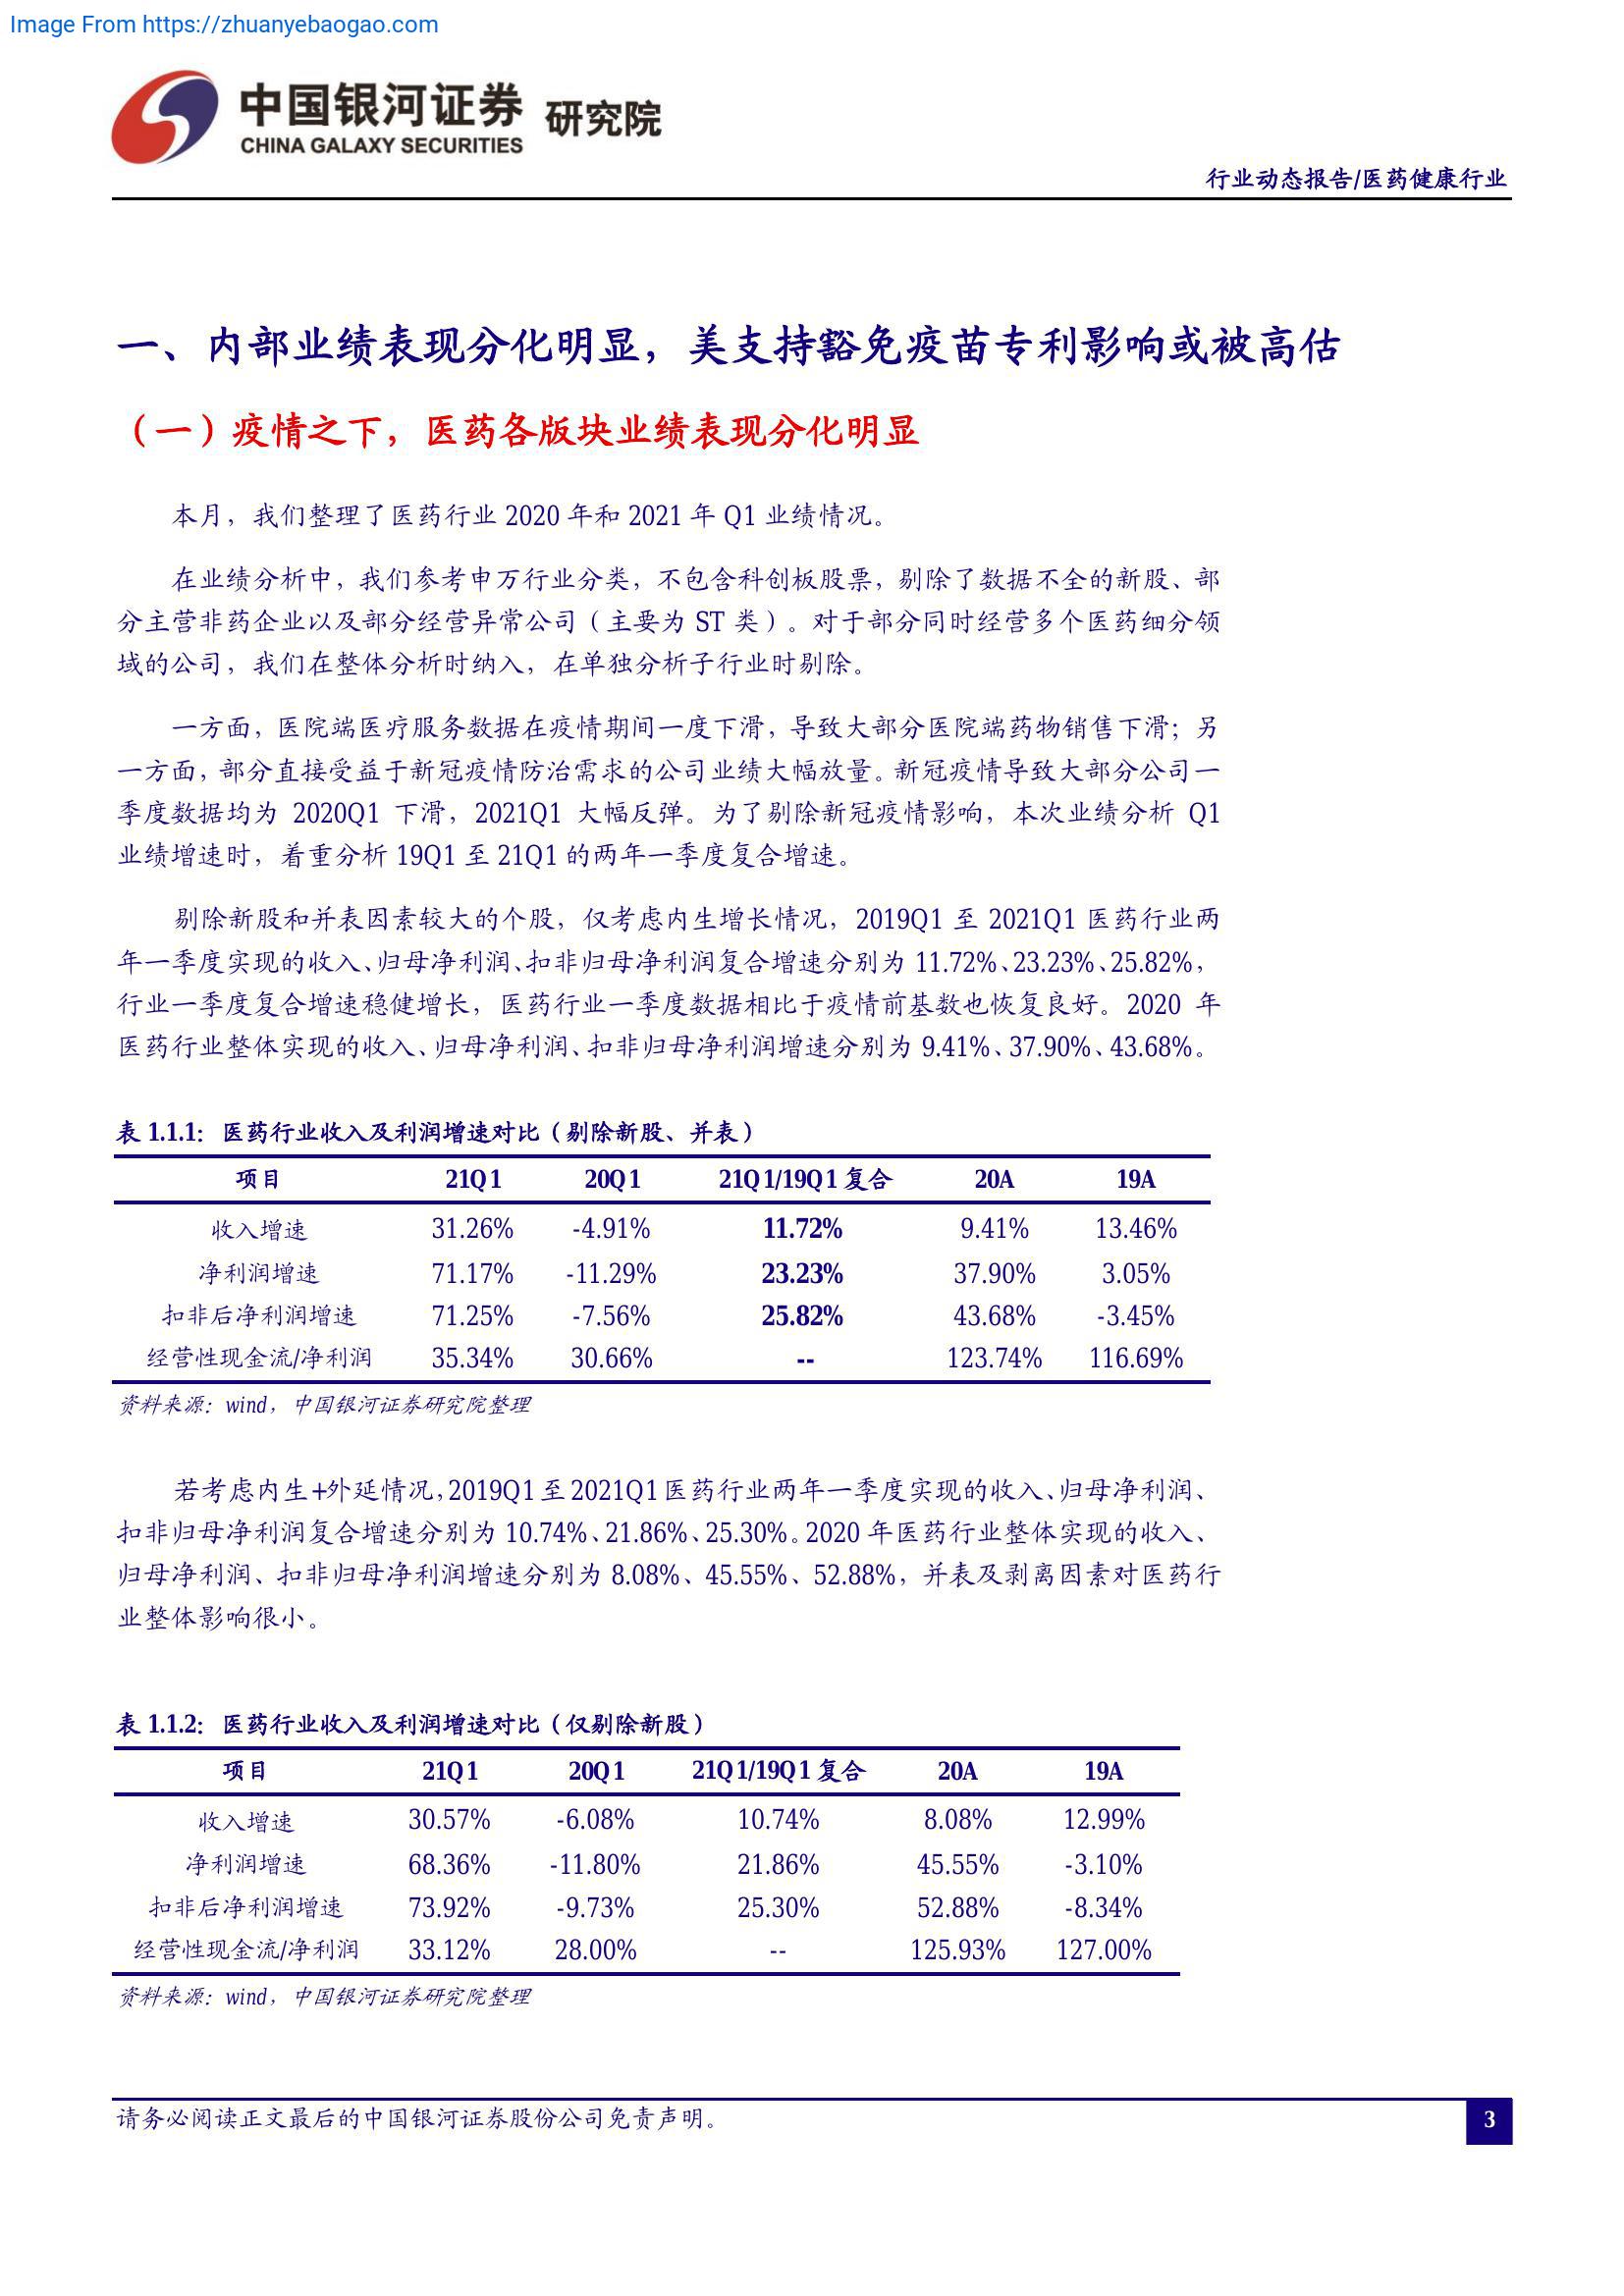 Image From https://zhuanyebaogao.com
中国银河证券 研究院
CHINA GALAXY SECURITIES
行业动态报告/医药健康行业
一、内部业绩表现分化明显，美支持豁免疫苗专利影响或被高估
（一）疫情之下，医药各版块业绩表现分化明显
本月，我们整理了医药行业 2020 年和 2021 年 Q1 业绩情况。
在业绩分析中，我们参考申万行业分类，不包含科创板股票，剔除了数据不全的新股、部
分主营非药企业以及部分经营异常公司（主要为 ST 类）。对于部分同时经营多个医药细分领
域的公司，我们在整体分析时纳入，在单独分析子行业时剔除。
一方面，医院端医疗服务数据在疫情期间一度下滑，导致大部分医院端药物销售下滑；另
一方面，部分直接受益于新冠疫情防治需求的公司业绩大幅放量。新冠疫情导致大部分公司一
季度数据均为 2020Q1 下滑，2021Q1 大幅反弹。为了剔除新冠疫情影响，本次业绩分析 Q1
业绩增速时，着重分析 19Q1 至 21Q1 的两年一季度复合增速。
剔除新股和并表因素较大的个股，仅考虑内生增长情况，2019Q1 至 2021Q1 医药行业两
年一季度实现的收入、归母净利润、扣非归母净利润复合增速分别为 11.72%、23.23%、25.82%，
行业一季度复合增速稳健增长，医药行业一季度数据相比于疫情前基数也恢复良好。2020 年
医药行业整体实现的收入、归母净利润、扣非归母净利润增速分别为 9.41%、37.90%、43.68%。
表 1.1.1：医药行业收入及利润增速对比（剔除新股、并表）
项目 21Q1 20Q1 21Q1/19Q1 复合 20A 19A
收入增速 31.26% -4.91% 11.72% 9.41% 13.46%
净利润增速 71.17% -11.29% 23.23% 37.90% 3.05%
扣非后净利润增速 71.25% -7.56% 25.82% 43.68% -3.45%
经营性现金流/净利润 35.34% 30.66% -- 123.74% 116.69%
资料来源：wind，中国银河证券研究院整理
若考虑内生+外延情况，2019Q1 至 2021Q1 医药行业两年一季度实现的收入、归母净利润、
扣非归母净利润复合增速分别为 10.74%、21.86%、25.30%。2020 年医药行业整体实现的收入、
归母净利润、扣非归母净利润增速分别为 8.08%、45.55%、52.88%，并表及剥离因素对医药行
业整体影响很小。
表 1.1.2：医药行业收入及利润增速对比（仅剔除新股）
项目 21Q1 20Q1 21Q1/19Q1 复合 20A 19A
收入增速 30.57% -6.08% 10.74% 8.08% 12.99%
净利润增速 68.36% -11.80% 21.86% 45.55% -3.10%
扣非后净利润增速 73.92% -9.73% 25.30% 52.88% -8.34%
经营性现金流/净利润 33.12% 28.00% -- 125.93% 127.00%
资料来源：wind，中国银河证券研究院整理
请务必阅读正文最后的中国银河证券股份公司免责声明。
3